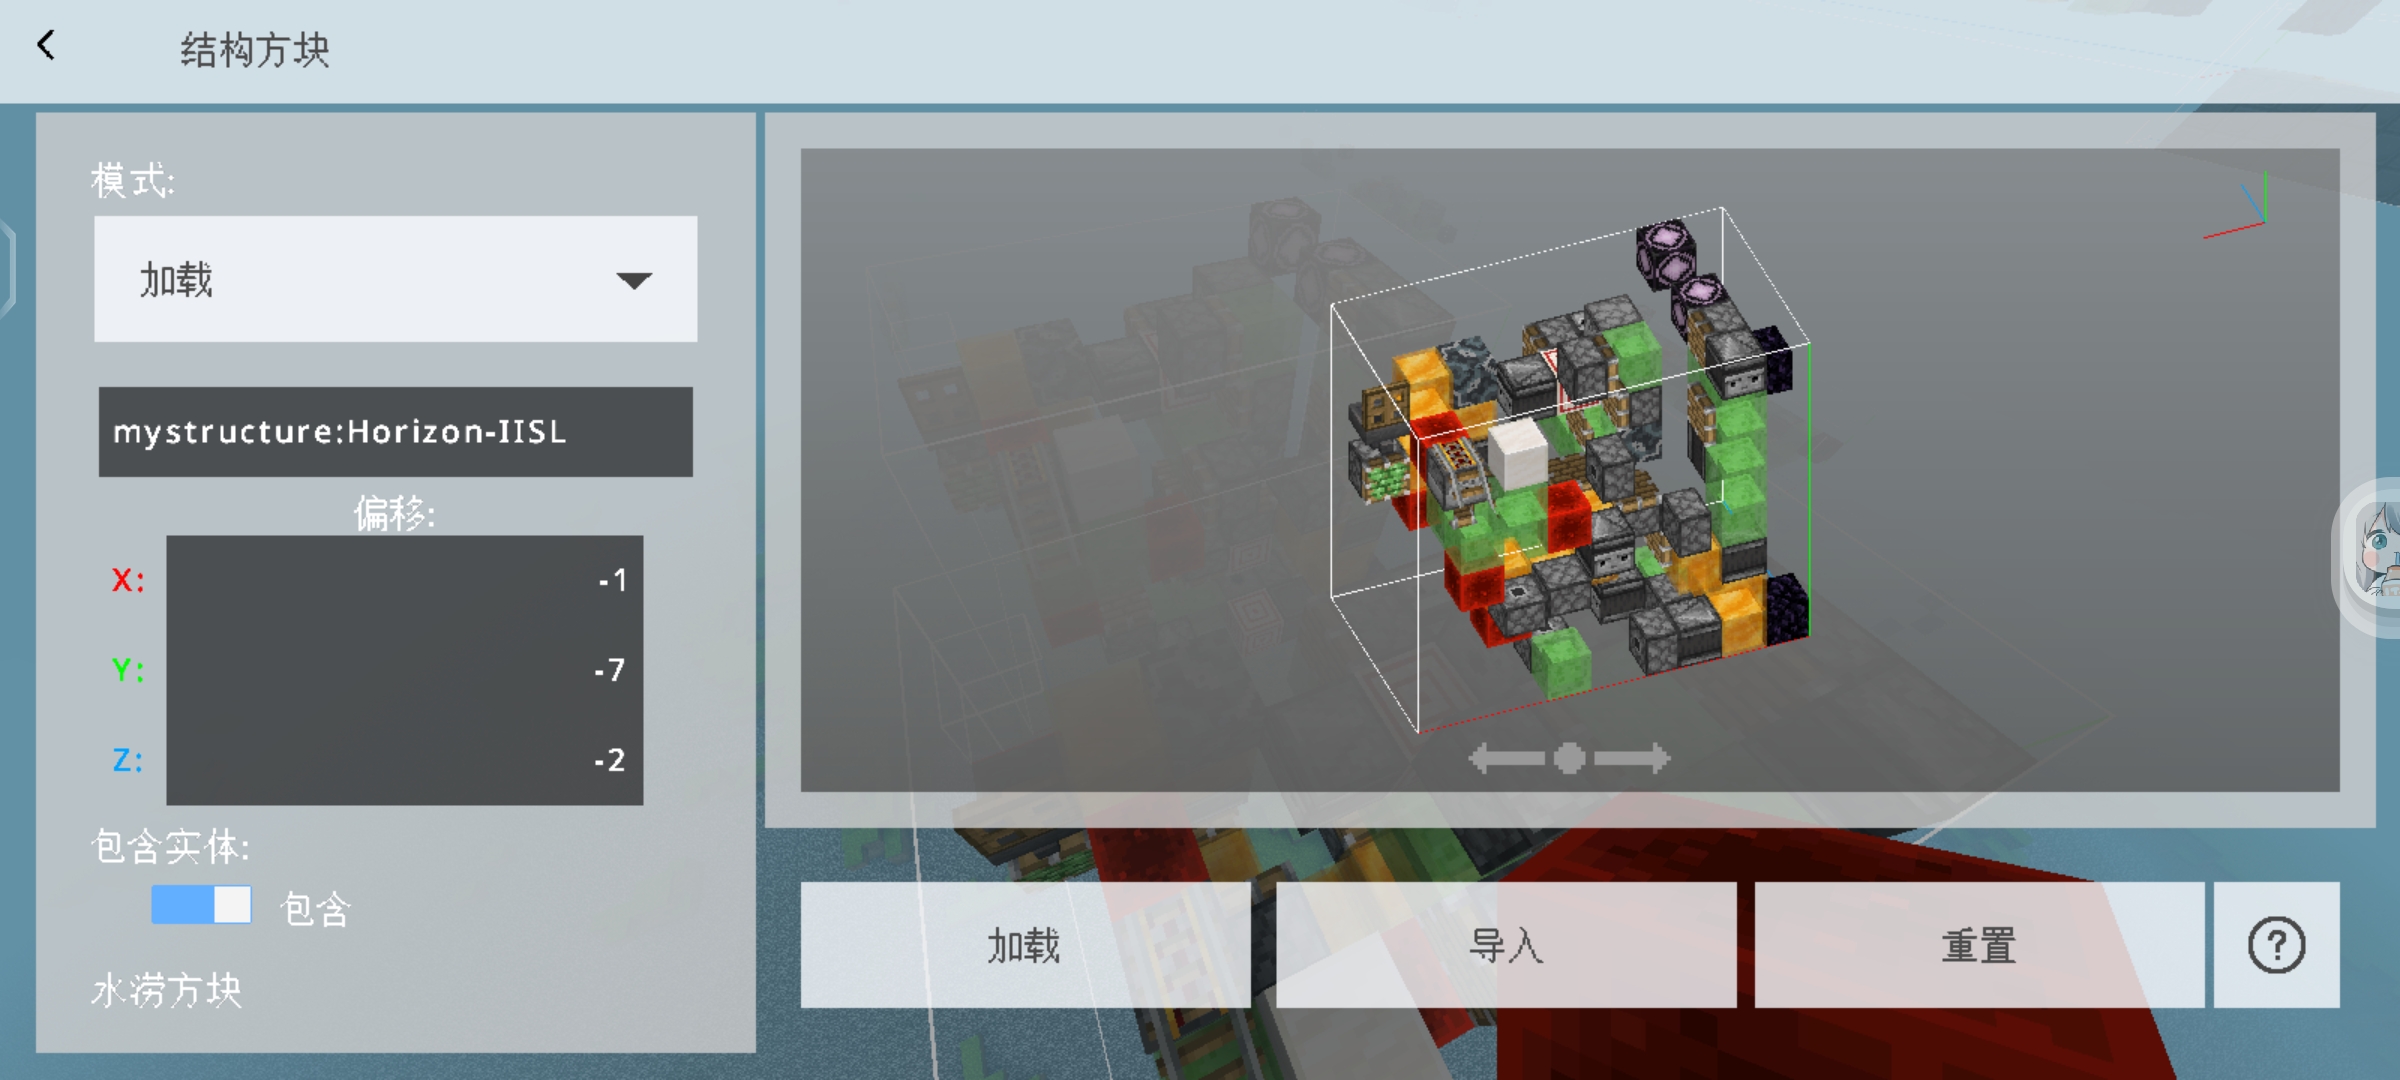 结构方块
模式:
加载
mystructure:Horizon-IISL
偏移:
X: -1
Y: -7
Z: -2
包含实体:
包含
水涝方块
加载
导入
重置
?